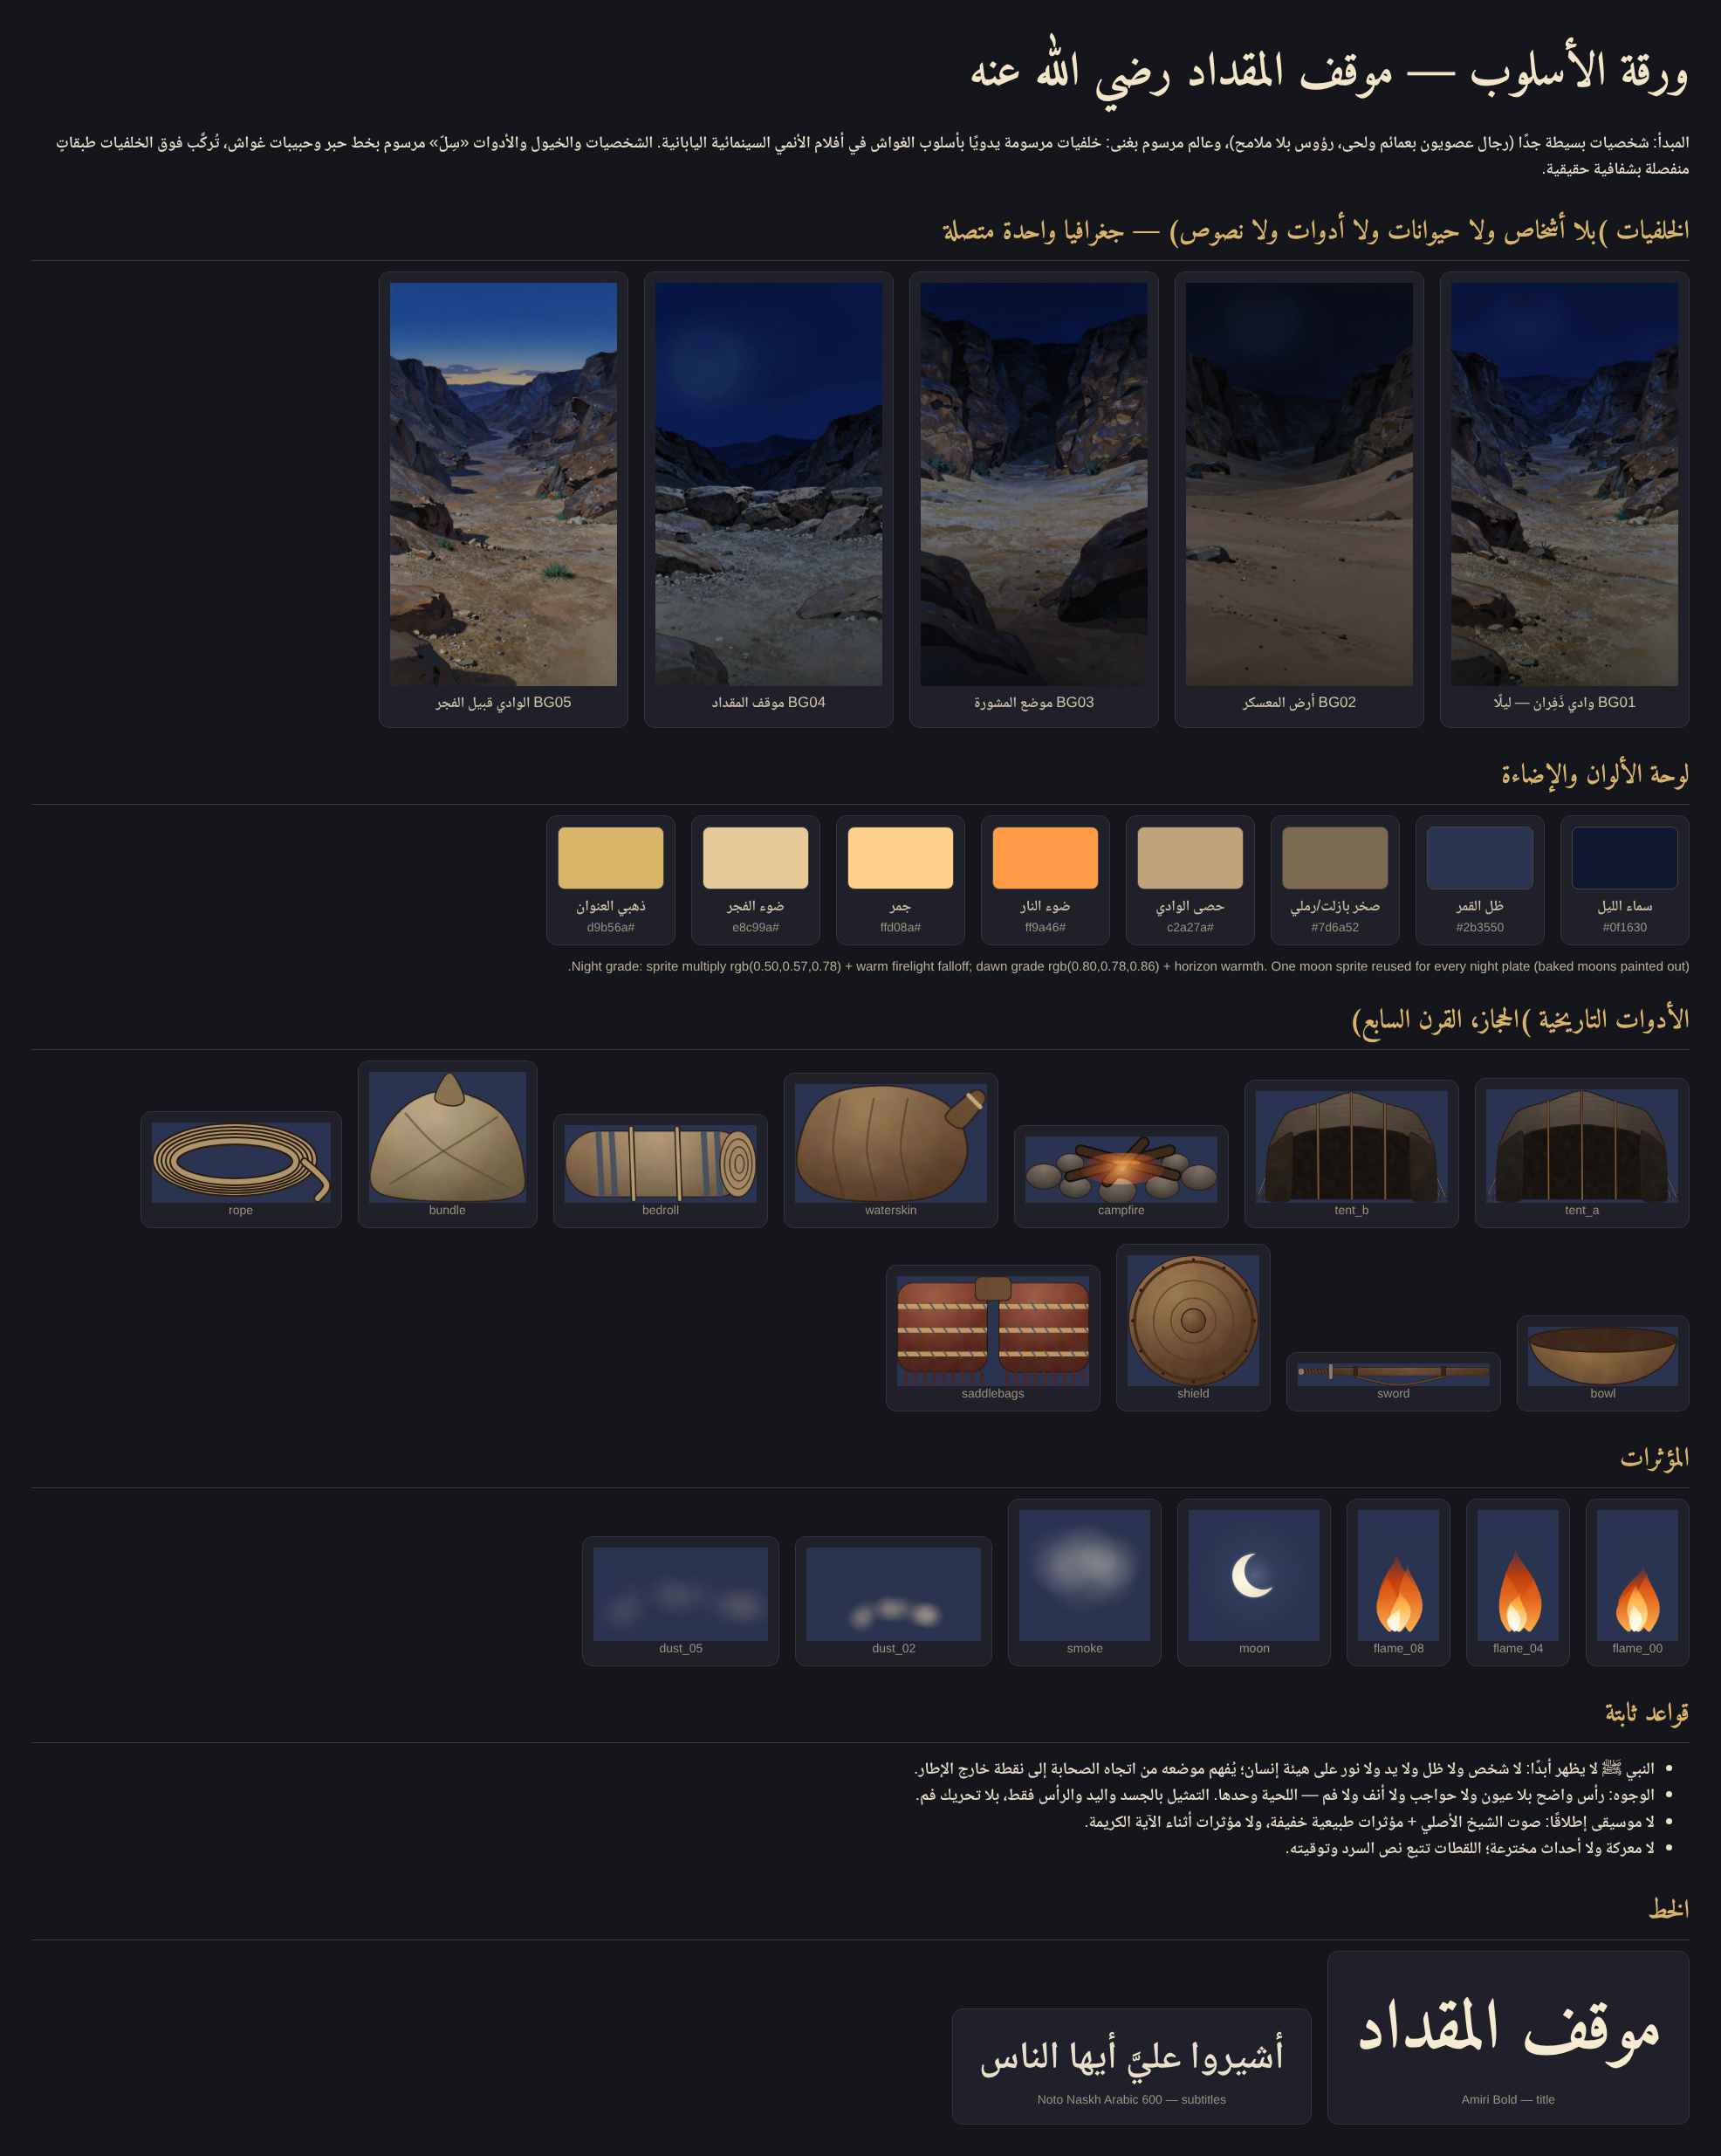 ورقة الأسلوب — موقف المقداد رضي الله عنه
المبدأ: شخصيات بسيطة جدًا (رجال عصويون بعمائم ولحى، رؤوس بلا ملامح)، وعالم مرسوم بغنى: خلفيات مرسومة يدويًا بأسلوب الغواش في أفلام الأنمي السينمائية اليابانية. الشخصيات والخيول والأدوات «سِلّ» مرسوم بخط حبر وحبيبات غواش، تُركَّب فوق الخلفيات طبقاتٍ
منفصلة بشفافية حقيقية.
الخلفيات )بلا أشخاص ولا حيوانات ولا أدوات ولا نصوص) — جغرافيا واحدة متصلة
BG01 وادي ذَفِران — ليلًا
BG02 أرض المعسكر
BG03 موضع المشورة
BG04 موقف المقداد
BG05 الوادي قبيل الفجر
لوحة الألوان والإضاءة
سماء الليل
#0f1630
ظل القمر
#2b3550
صخر بازلت/رملي
#7d6a52
حصى الوادي
c2a27a#
ضوء النار
ff9a46#
جمر
ffd08a#
ضوء الفجر
e8c99a#
ذهبي العنوان
d9b56a#
.Night grade: sprite multiply rgb(0.50,0.57,0.78) + warm firelight falloff; dawn grade rgb(0.80,0.78,0.86) + horizon warmth. One moon sprite reused for every night plate (baked moons painted out)
الأدوات التاريخية )الحجاز، القرن السابع)
tent_a
tent_b
campfire
waterskin
bedroll
bundle
rope
bowl
sword
shield
saddlebags
المؤثرات
flame_00
flame_04
flame_08
moon
smoke
dust_02
dust_05
قواعد ثابتة
• النبي ﷺ لا يظهر أبدًا: لا شخص ولا ظل ولا يد ولا نور على هيئة إنسان؛ يُفهم موضعه من اتجاه الصحابة إلى نقطة خارج الإطار.
• الوجوه: رأس واضح بلا عيون ولا حواجب ولا أنف ولا فم — اللحية وحدها. التمثيل بالجسد واليد والرأس فقط، بلا تحريك فم.
• لا موسيقى إطلاقًا: صوت الشيخ الأصلي + مؤثرات طبيعية خفيفة، ولا مؤثرات أثناء الآية الكريمة.
• لا معركة ولا أحداث مخترعة؛ اللقطات تتبع نص السرد وتوقيته.
الخط
موقف المقداد
Amiri Bold — title
أشيروا عليَّ أيها الناس
Noto Naskh Arabic 600 — subtitles